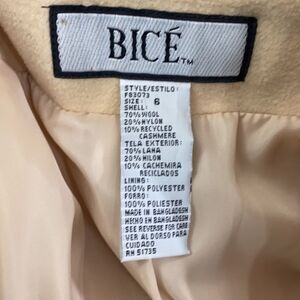 BICÉ™
STYLE/ESTILO:
F83073
SIZE: 6
SHELL:
70% WOOL
20% NYLON
10% RECYCLED
CASHMERE
TELA EXTERIOR:
70% LANA
20% NILON
10% CACHEMIRA
RECICLADOS
LINING:
100% POLYESTER
FORRO:
100% POLIESTER
MADE IN BANGLADESH
HECHO EN BANGLADESH
SEE REVERSE FOR CARE
VER AL DORSO PARA
CUIDADO
RN 51735